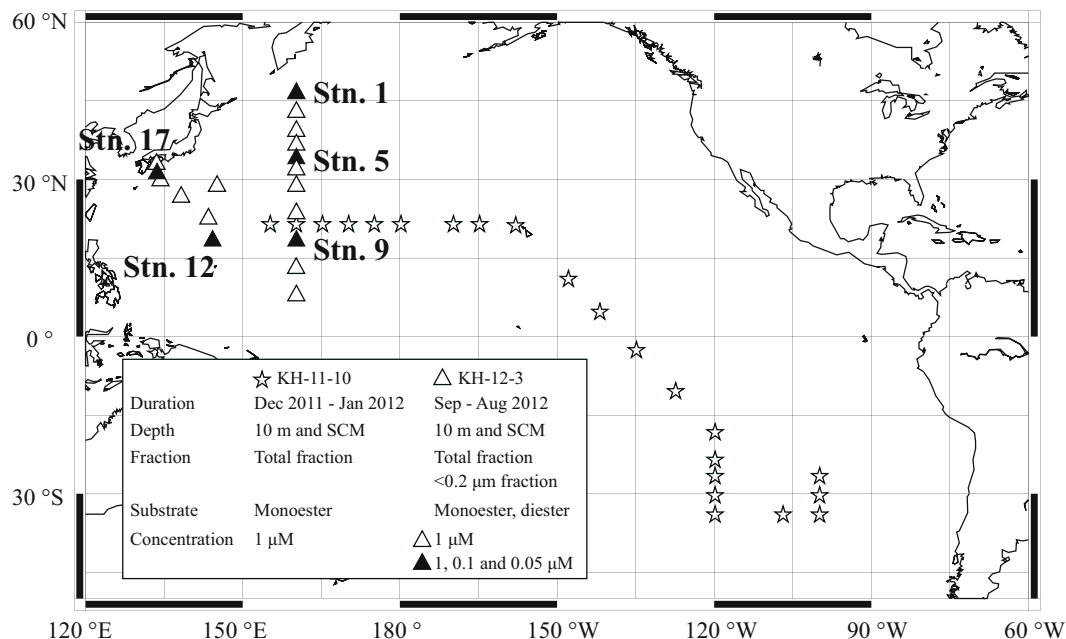 60 °N
Stn. 1
Stn. 17
Stn. 5
30 °N
Stn. 9
Stn. 12
0 °
☆ KH-11-10 △ KH-12-3
Duration Dec 2011 - Jan 2012 Sep - Aug 2012
Depth 10 m and SCM 10 m and SCM
Fraction Total fraction Total fraction
<0.2 μm fraction
30 °S
Substrate Monoester Monoester, diester
Concentration 1 μM △ 1 μM
▲ 1, 0.1 and 0.05 μM
120 °E 150 °E 180 ° 150 °W 120 °W 90 °W 60 °W